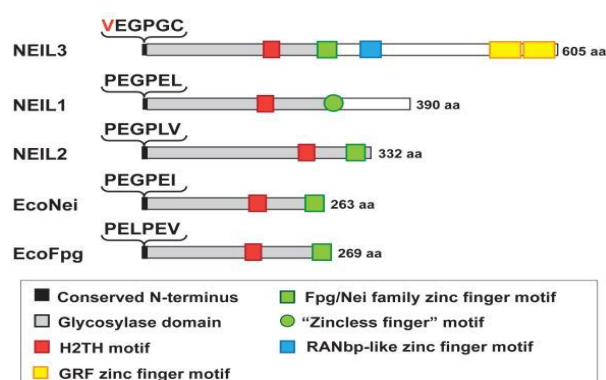 VEGPGC
NEIL3
605 aa
PEGPEL
NEIL1
390 aa
PEGPLV
NEIL2
332 aa
PEGPEI
EcoNei
263 aa
PELPEV
EcoFpg
269 aa
Conserved N-terminus
Fpg/Nei family zinc finger motif
Glycosylase domain
“Zincless finger” motif
H2TH motif
RANbp-like zinc finger motif
GRF zinc finger motif